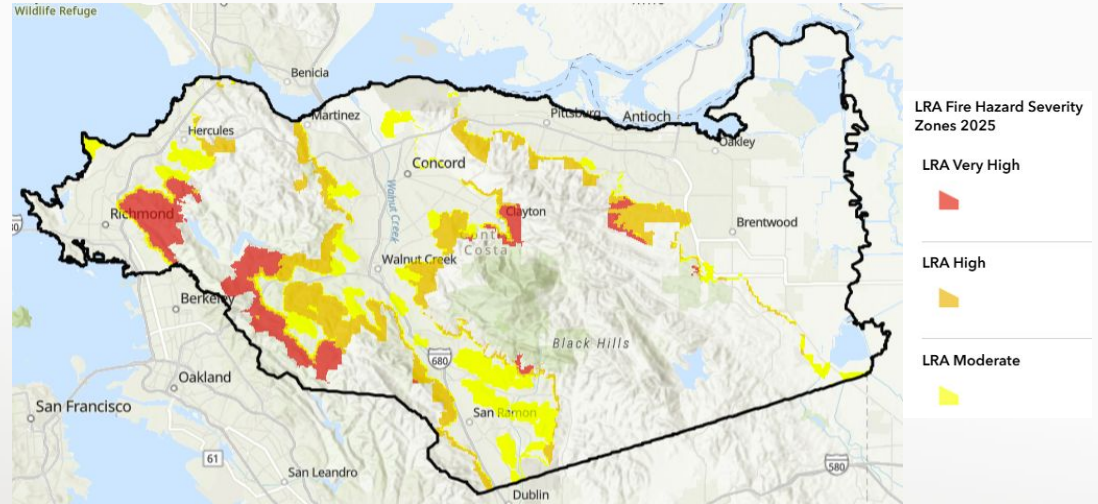 Wildlife Refuge
Benicia
Martinez
Hercules
Pittsburg
Antioch
Oakley
Concord
Richmond
Walnut Creek
Clayton
Brentwood
Costa
Walnut Creek
Berkeley
Black Hills
680
Oakland
San Francisco
San Ramon
61
San Leandro
580
Dublin
LRA Fire Hazard Severity
Zones 2025
LRA Very High
LRA High
LRA Moderate